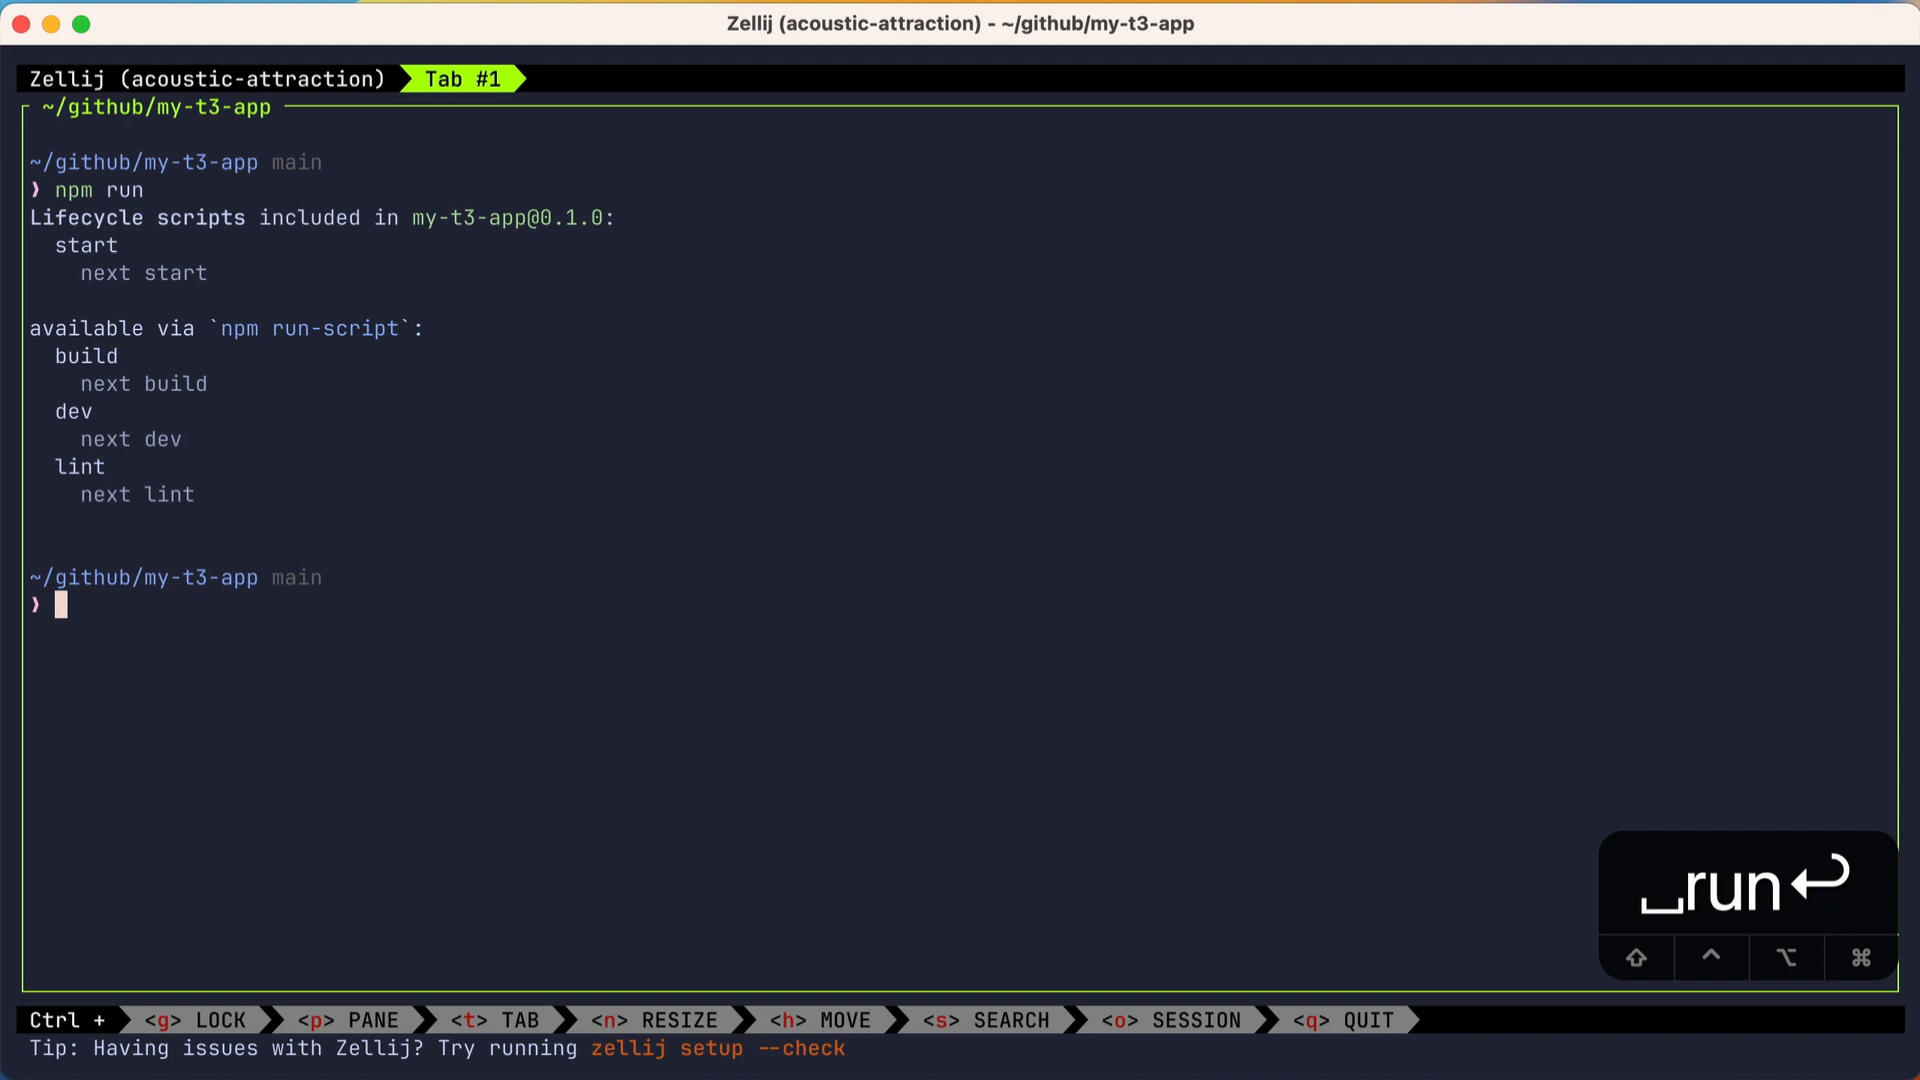 Zellij (acoustic-attraction) - ~/github/my-t3-app
Zellij (acoustic-attraction) Tab #1
~/github/my-t3-app
~/github/my-t3-app main
❯ npm run
Lifecycle scripts included in my-t3-app@0.1.0:
start
next start
available via `npm run-script`:
build
next build
dev
next dev
lint
next lint
~/github/my-t3-app main
❯
␣run↩
⇧ ⌃ ⌥ ⌘
Ctrl + <g> LOCK <p> PANE <t> TAB <n> RESIZE <h> MOVE <s> SEARCH <o> SESSION <q> QUIT
Tip: Having issues with Zellij? Try running zellij setup --check